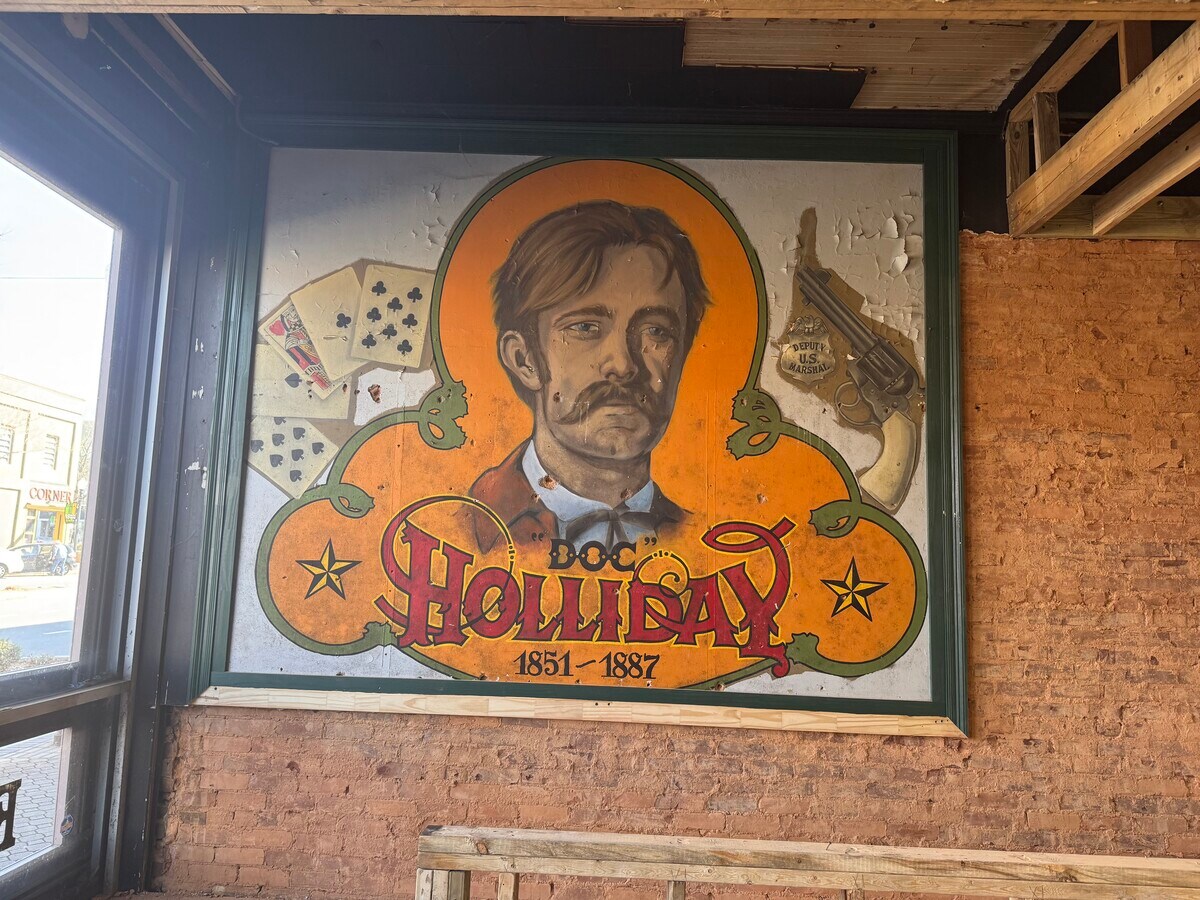 DEPUTY
U.S.
MARSHAL
CORNER
"DOC"
HOLLIDAY
1851~1887